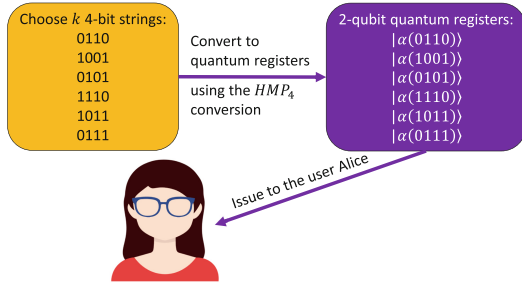 Choose k 4-bit strings:
0110
1001
0101
1110
1011
0111
Convert to
quantum registers
using the HMP₄
conversion
2-qubit quantum registers:
|α(0110)⟩
|α(1001)⟩
|α(0101)⟩
|α(1110)⟩
|α(1011)⟩
|α(0111)⟩
Issue to the user Alice